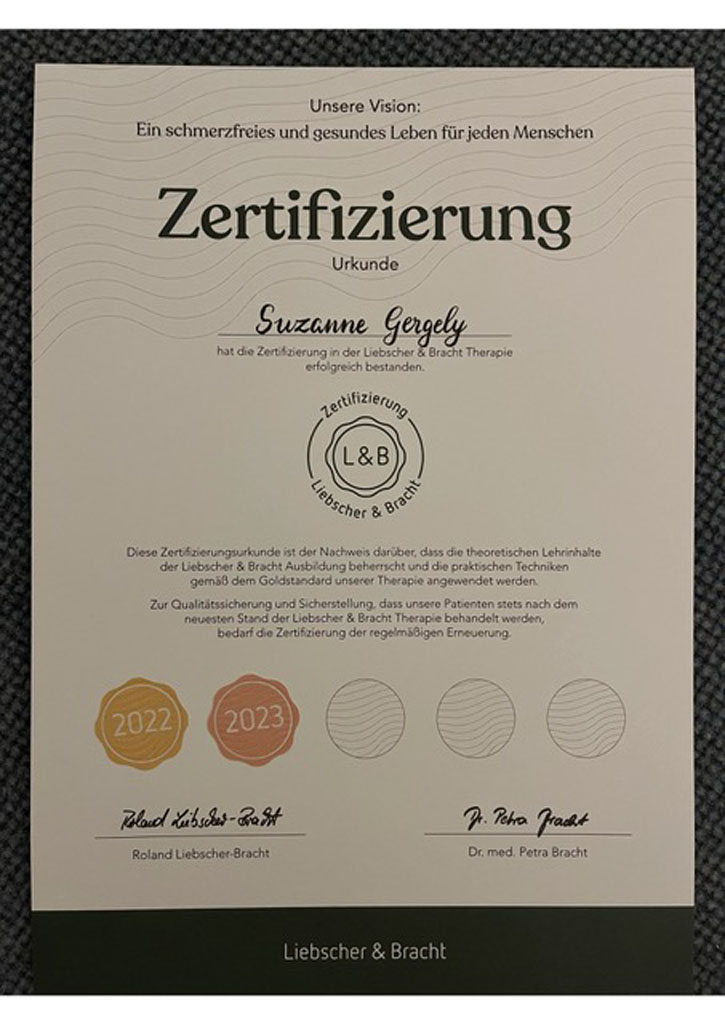 Unsere Vision:
Ein schmerzfreies und gesundes Leben für jeden Menschen
Zertifizierung
Urkunde
Suzanne Gergely
hat die Zertifizierung in der Liebscher & Bracht Therapie
erfolgreich bestanden.
Zertifizierung
L&B
Liebscher & Bracht
Diese Zertifizierungsurkunde ist der Nachweis darüber, dass die theoretischen Lehrinhalte
der Liebscher & Bracht Ausbildung beherrscht und die praktischen Techniken
gemäß dem Goldstandard unserer Therapie angewendet werden.
Zur Qualitätssicherung und Sicherstellung, dass unsere Patienten stets nach dem
neuesten Stand der Liebscher & Bracht Therapie behandelt werden,
bedarf die Zertifizierung der regelmäßigen Erneuerung.
2022 2023
Roland Liebscher-Bracht Dr. Petra Bracht
Roland Liebscher-Bracht Dr. med. Petra Bracht
Liebscher & Bracht